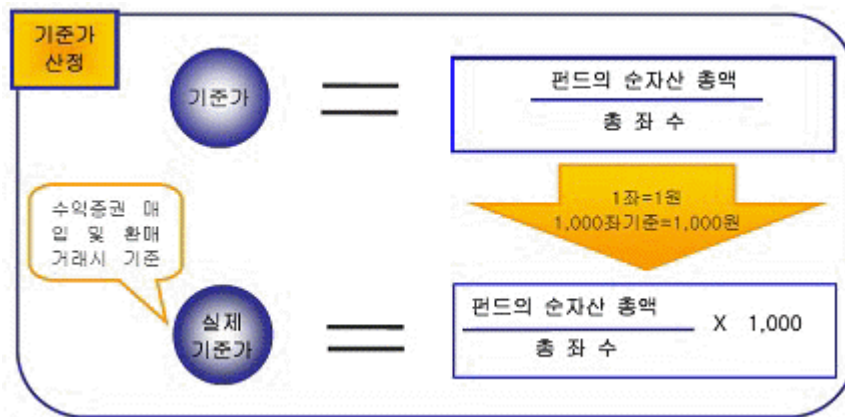 기준가
산정
기준가
펀드의 순자산 총액
총 좌 수
1좌=1원
1,000좌기준=1,000원
수익증권 매
입 및 환매
거래시 기준
실제
기준가
펀드의 순자산 총액
총 좌 수
X 1,000